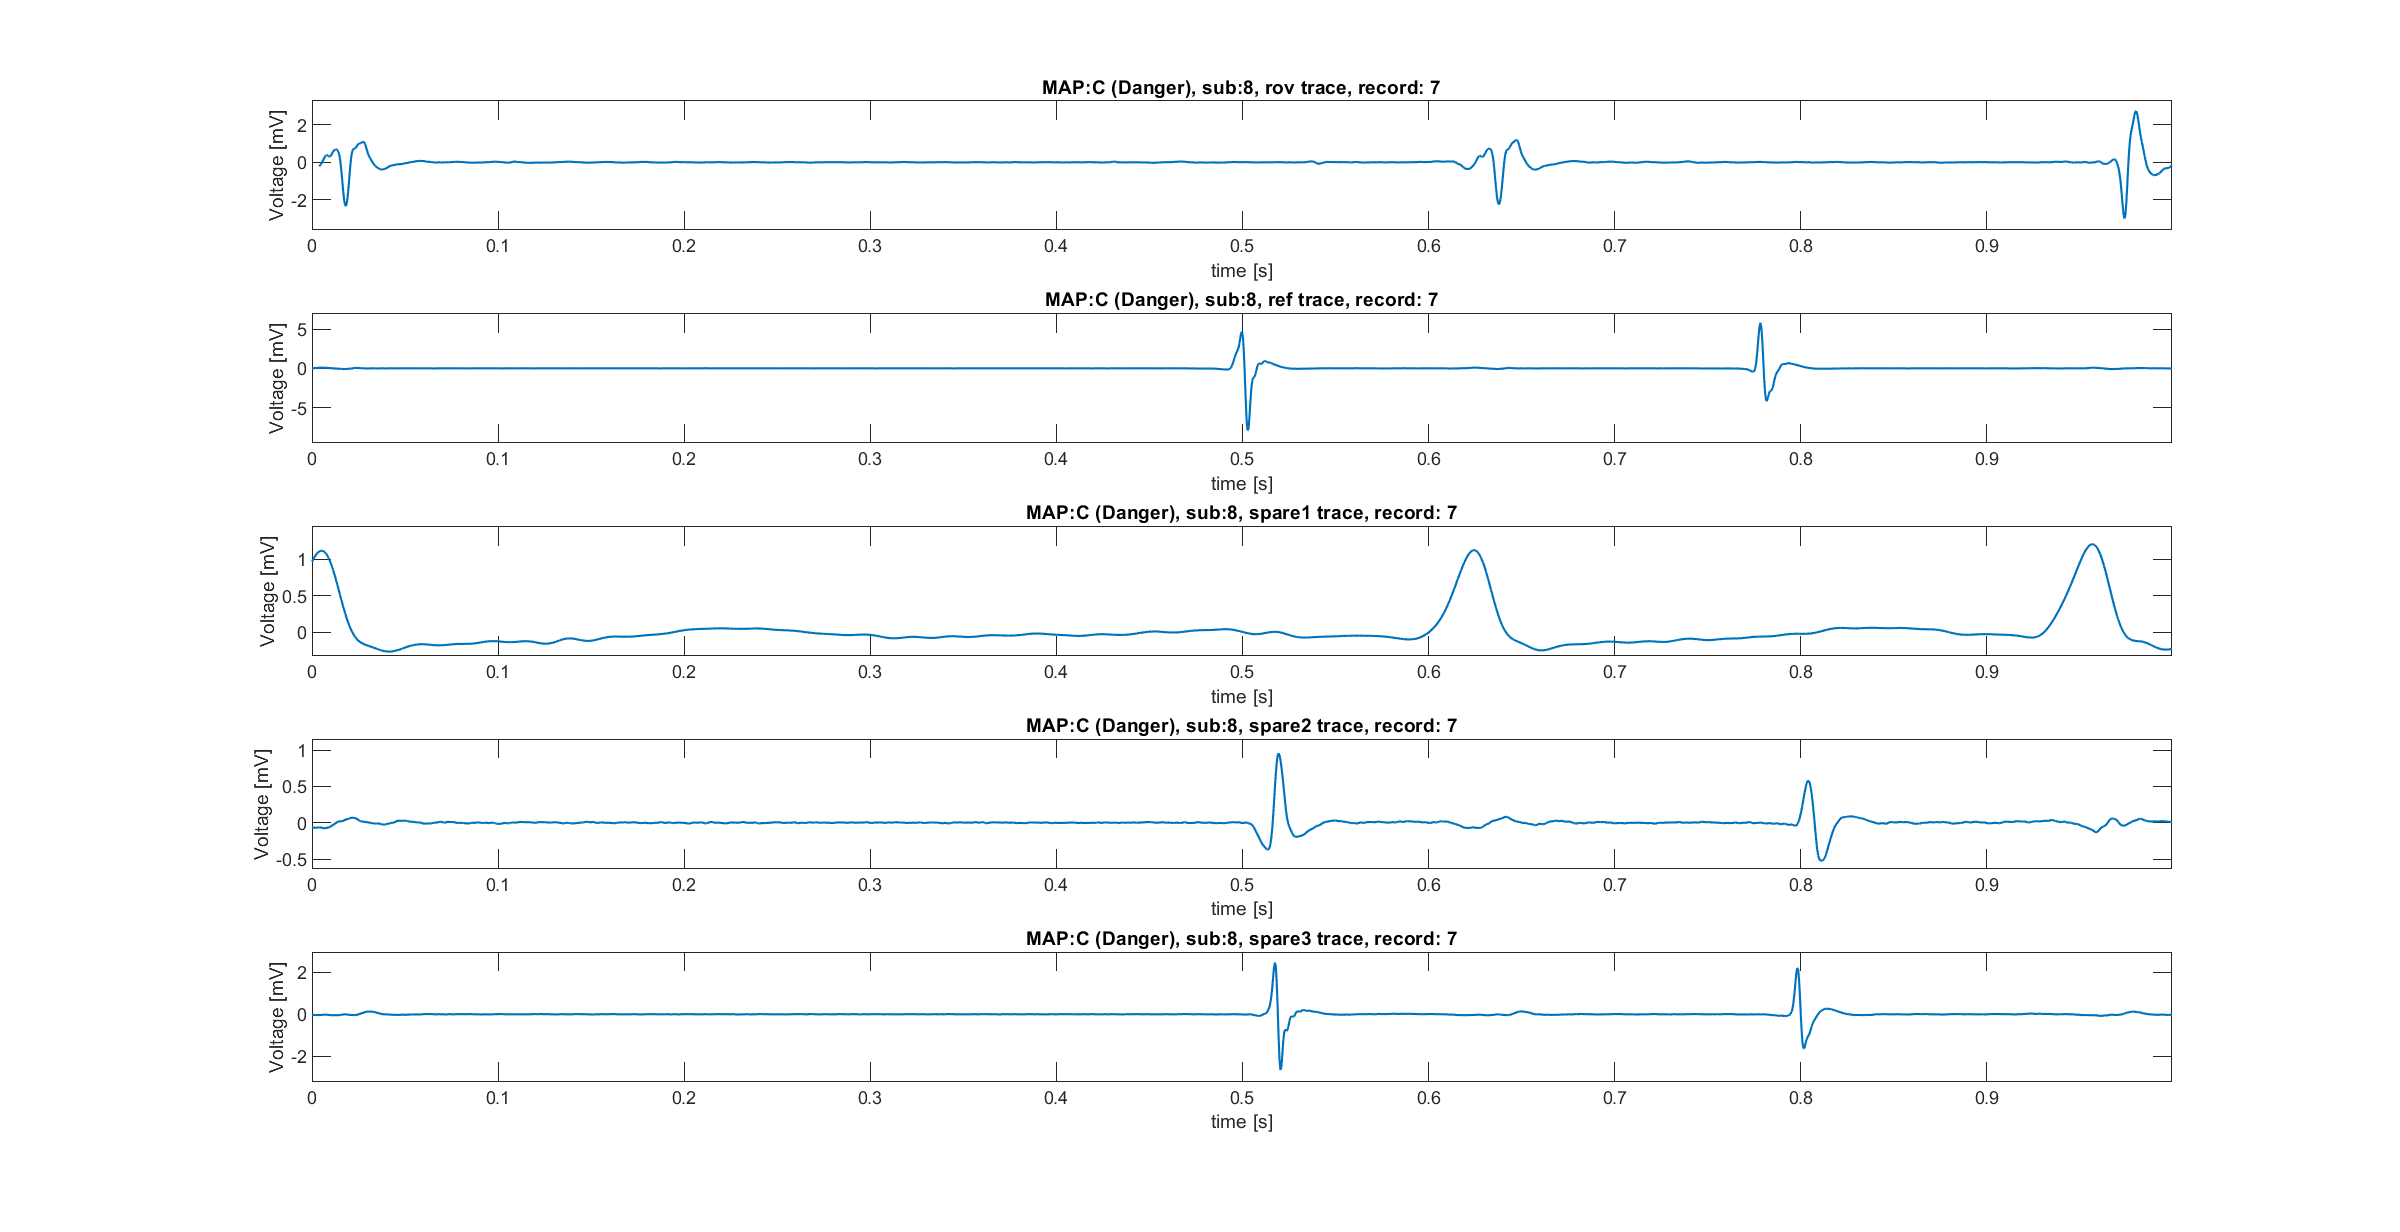 MAP:C (Danger), sub:8, rov trace, record: 7
Voltage [mV]
2
0
-2
0 0.1 0.2 0.3 0.4 0.5 0.6 0.7 0.8 0.9
time [s]
MAP:C (Danger), sub:8, ref trace, record: 7
Voltage [mV]
5
0
-5
0 0.1 0.2 0.3 0.4 0.5 0.6 0.7 0.8 0.9
time [s]
MAP:C (Danger), sub:8, spare1 trace, record: 7
Voltage [mV]
1
0.5
0
0 0.1 0.2 0.3 0.4 0.5 0.6 0.7 0.8 0.9
time [s]
MAP:C (Danger), sub:8, spare2 trace, record: 7
Voltage [mV]
1
0.5
0
-0.5
0 0.1 0.2 0.3 0.4 0.5 0.6 0.7 0.8 0.9
time [s]
MAP:C (Danger), sub:8, spare3 trace, record: 7
Voltage [mV]
2
0
-2
0 0.1 0.2 0.3 0.4 0.5 0.6 0.7 0.8 0.9
time [s]